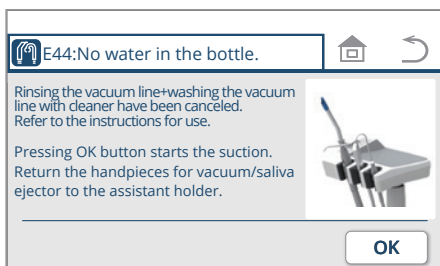 E44:No water in the bottle.
Rinsing the vacuum line+washing the vacuum
line with cleaner have been canceled.
Refer to the instructions for use.
Pressing OK button starts the suction.
Return the handpieces for vacuum/saliva
ejector to the assistant holder.
OK